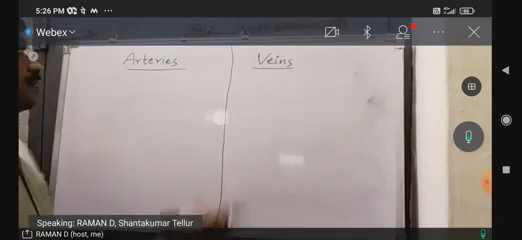 5:26 PM
Webex
Arteries Veins
Speaking: RAMAN D, Shantakumar Tellur
RAMAN D (host, me)